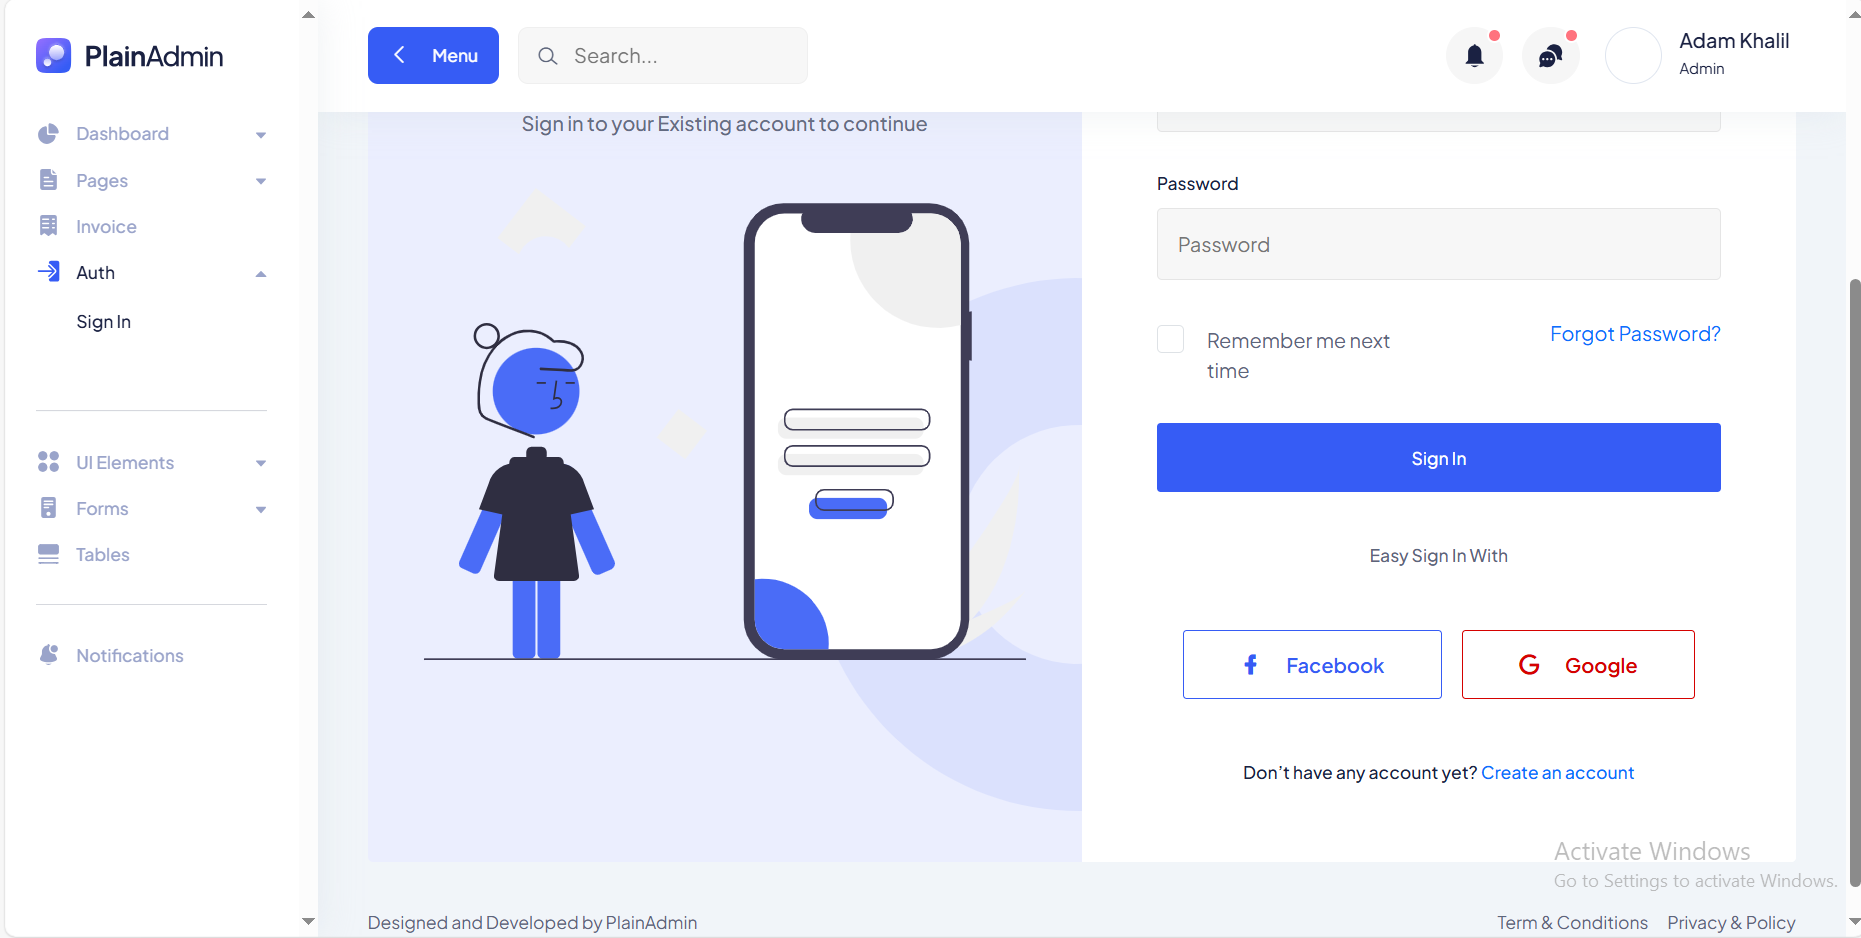 PlainAdmin
Menu
Search...
Adam Khalil
Admin
Dashboard
Pages
Invoice
Auth
Sign In
UI Elements
Forms
Tables
Notifications
Sign in to your Existing account to continue
Password
Password
Remember me next
time
Forgot Password?
Sign In
Easy Sign In With
Facebook
Google
Don’t have any account yet? Create an account
Activate Windows
Go to Settings to activate Windows.
Designed and Developed by PlainAdmin
Term & Conditions Privacy & Policy